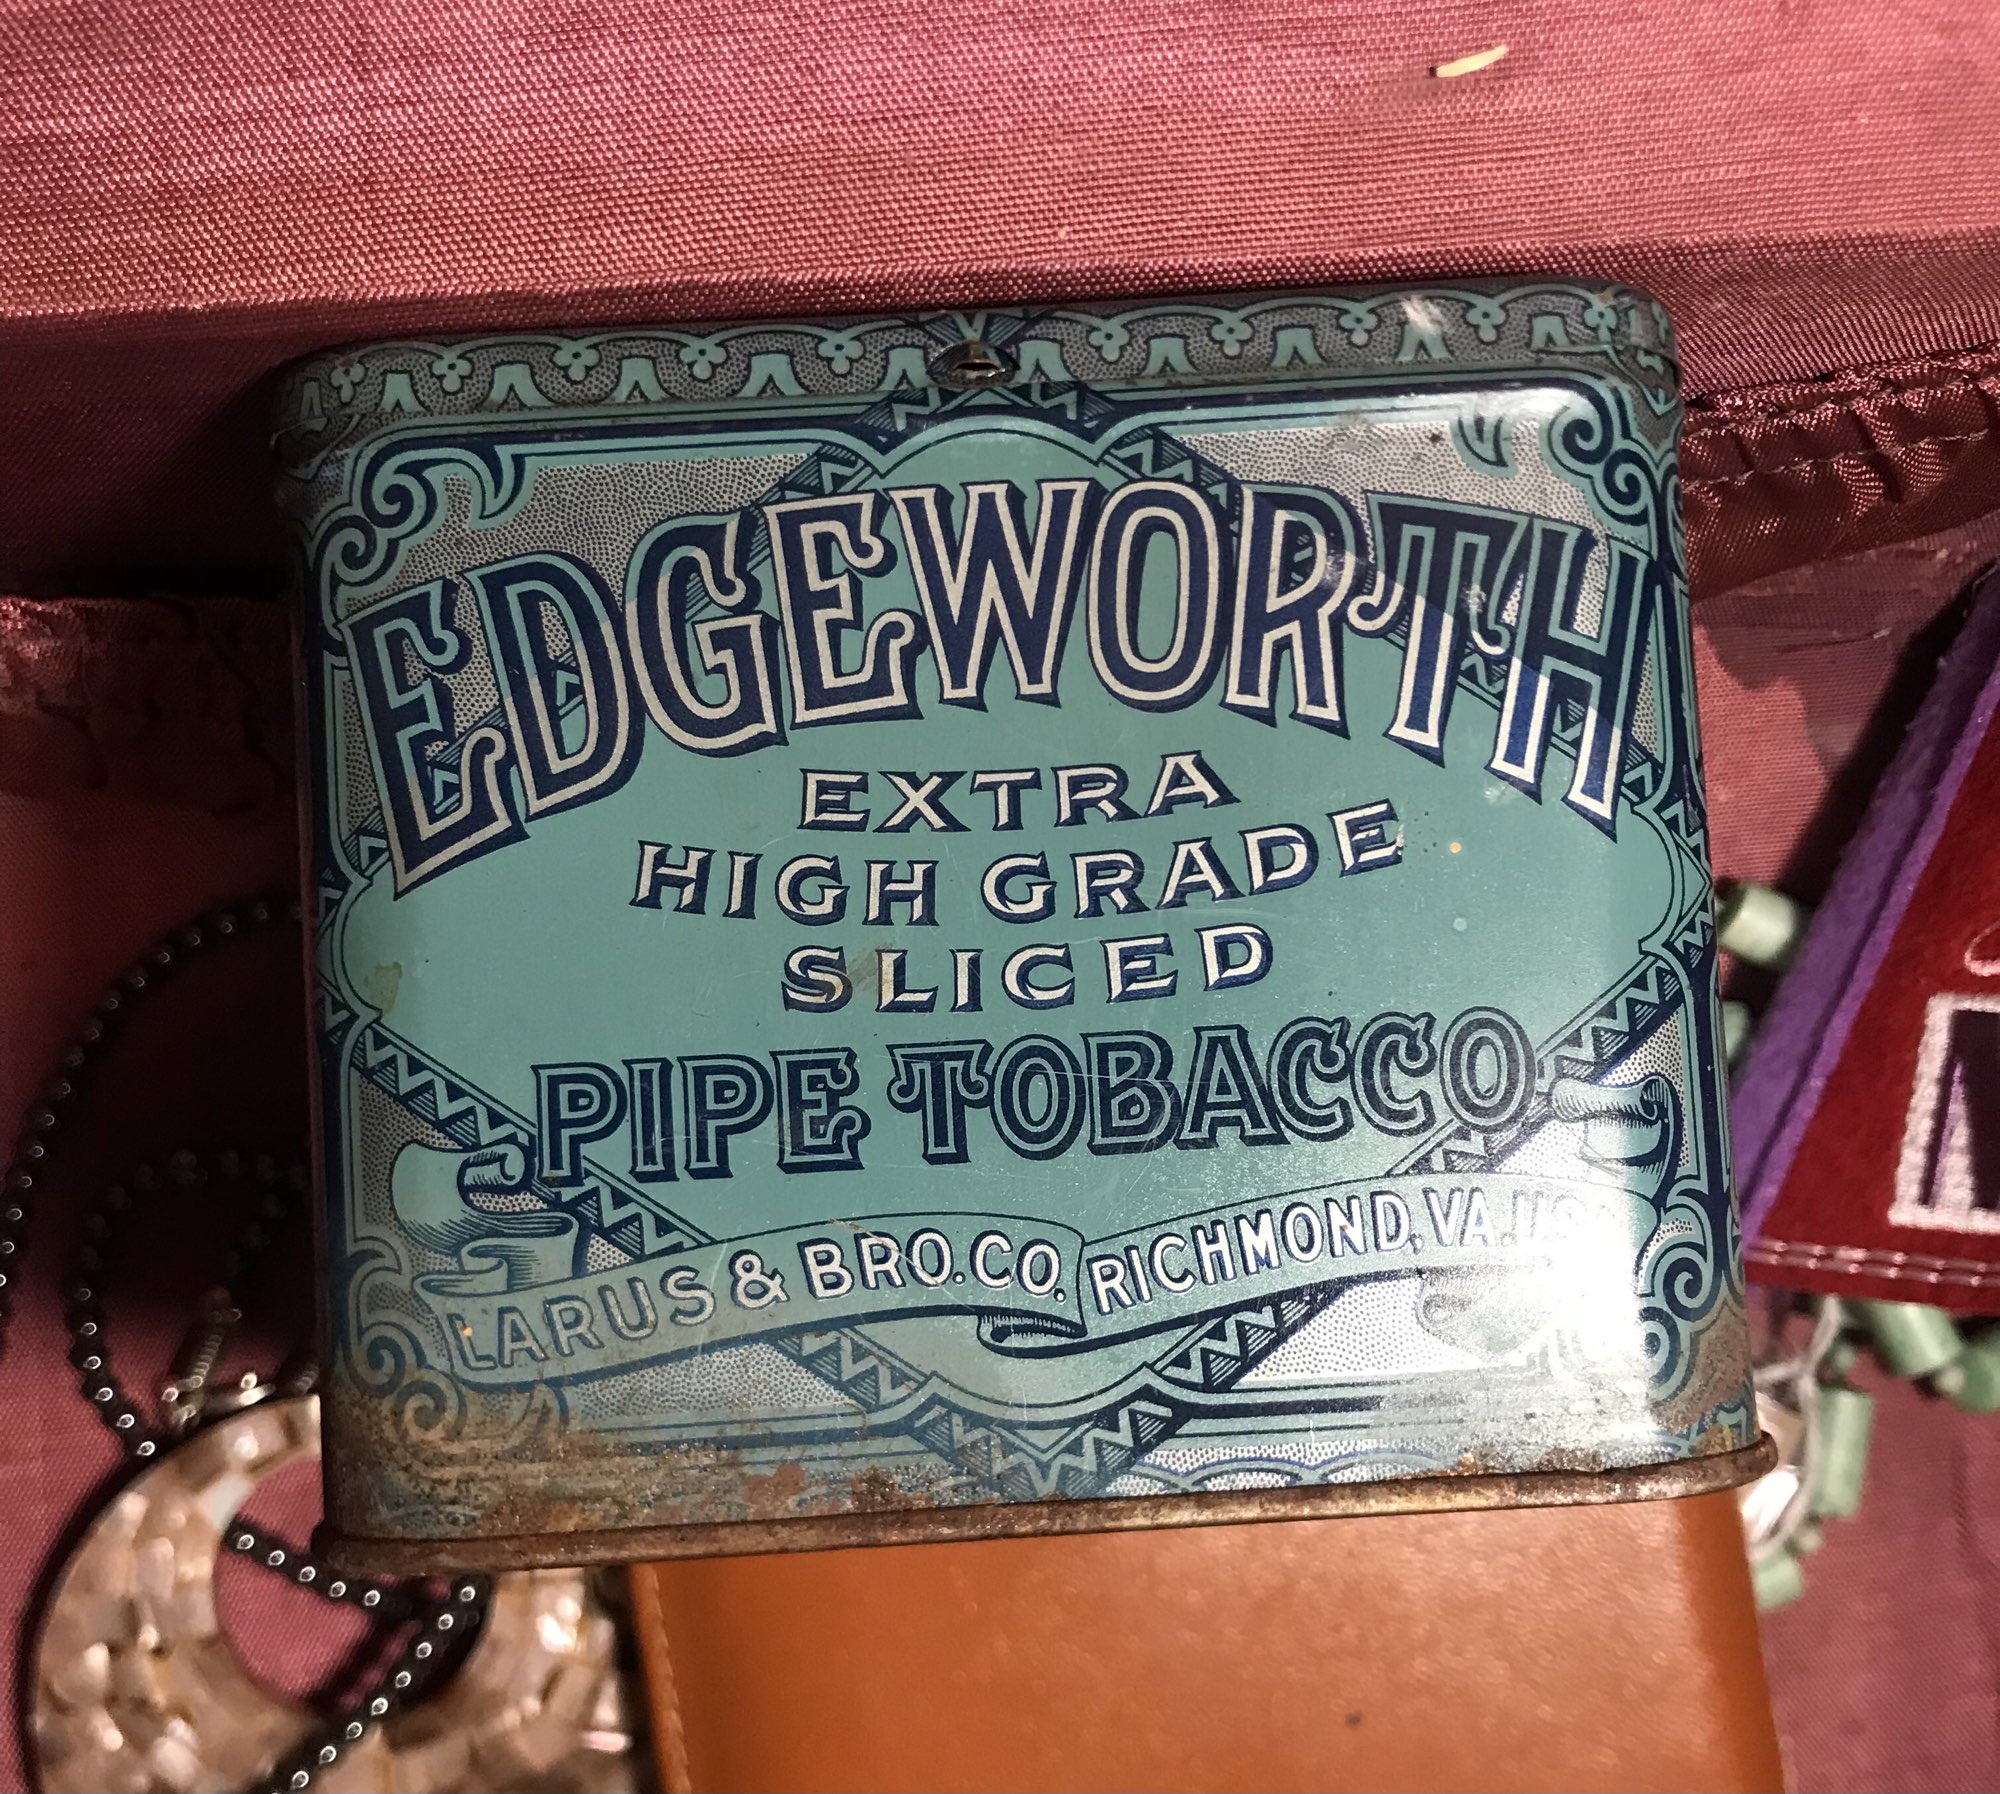 EDGEWORTH
EXTRA
HIGH GRADE
SLICED
PIPE TOBACCO
LARUS & BRO. CO. RICHMOND, VA.